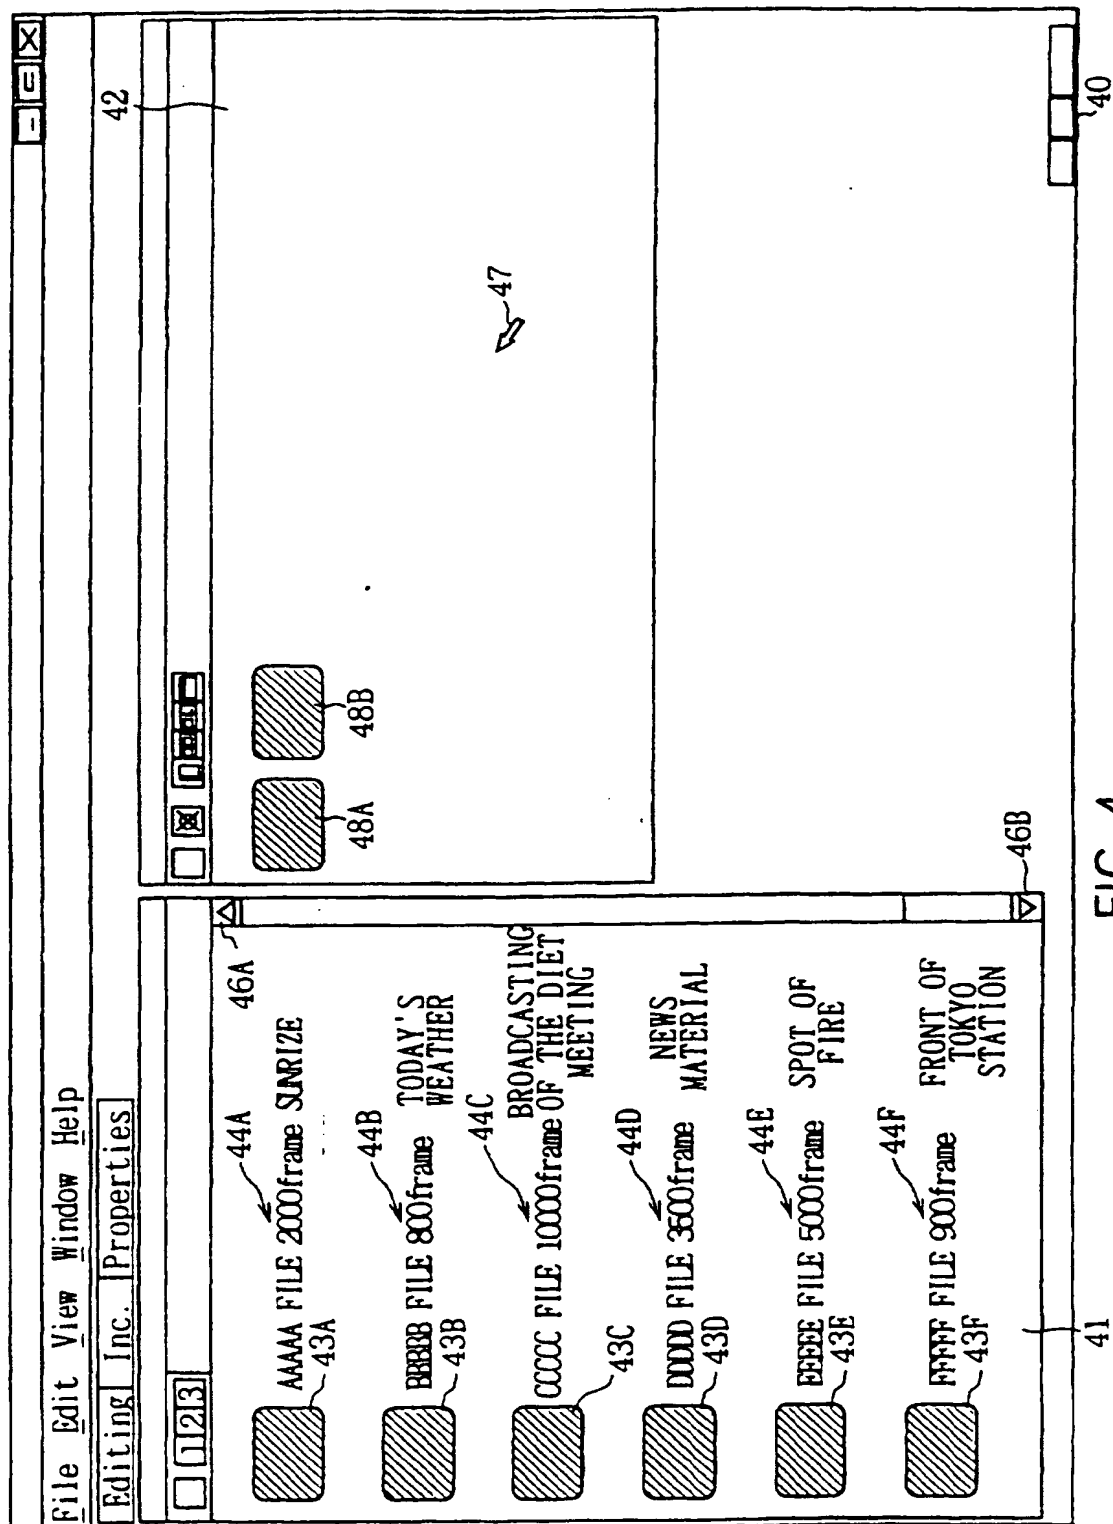 File Edit View Window Help
Editing Inc. Properties
1 2 3
42
46A
44A
AAAAA FILE 2000frame SUNRIZE
43A
44B
BBBBB FILE 800frame TODAY'S
WEATHER
43B
44C
CCCCC FILE 10000frame BROADCASTING
OF THE DIET
MEETING
43C
44D
DDDDD FILE 3500frame NEWS
MATERIAL
43D
44E
EEEEE FILE 5000frame SPOT OF
FIRE
43E
44F
FFFFF FILE 900frame FRONT OF
TOKYO
STATION
43F
41
46B
48A
48B
47
40
FIG. 4